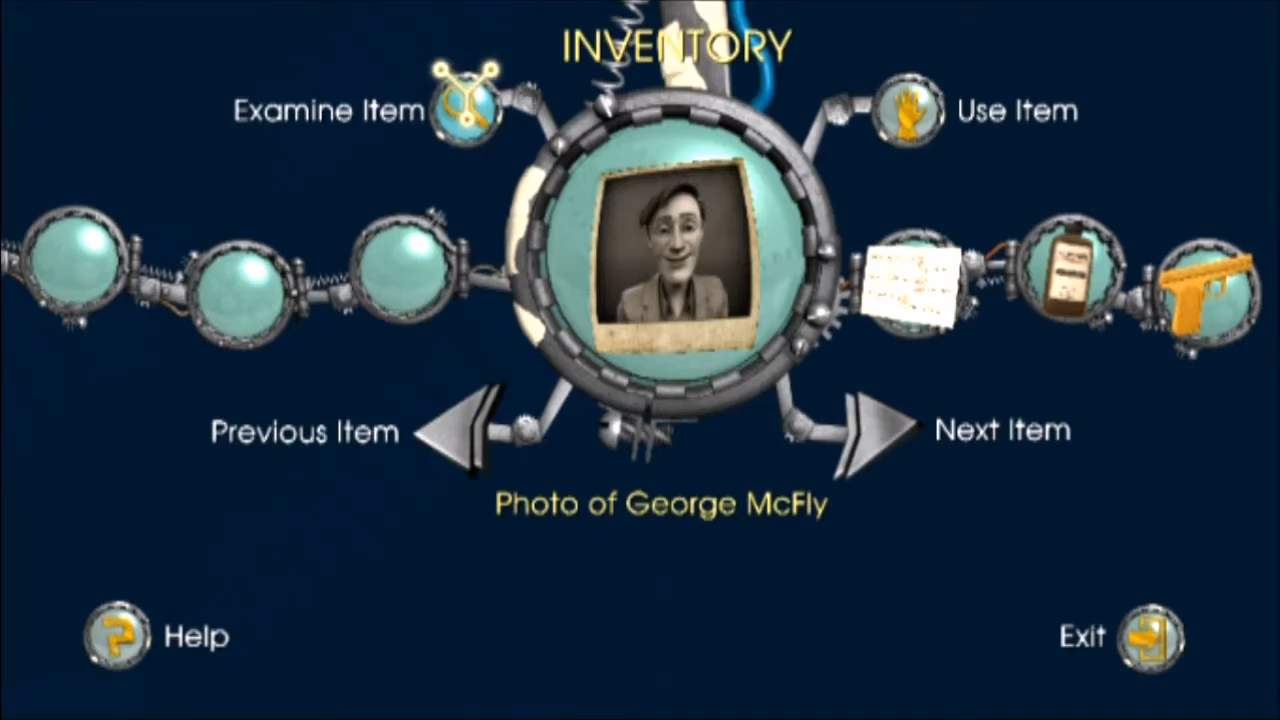 INVENTORY
Examine Item
Use Item
Previous Item
Next Item
Photo of George McFly
Help
Exit